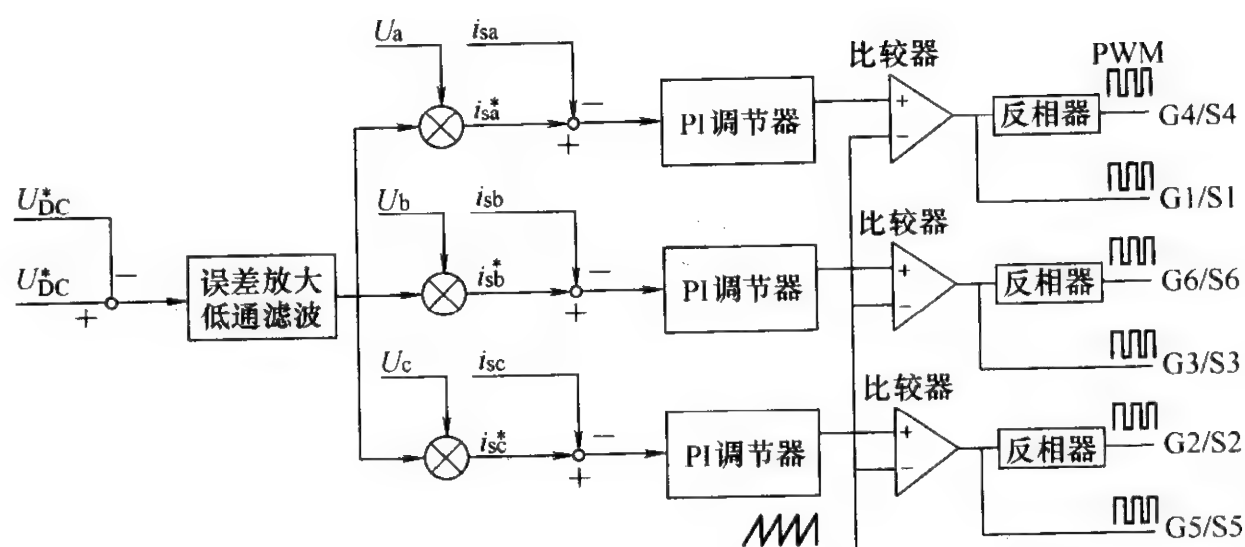 Ua
isa
比较器
PWM
isa*
−
+
PI调节器
+
−
反相器
G4/S4
G1/S1
U*DC
−
U*DC
+
误差放大
低通滤波
Ub
isb
比较器
isb*
−
+
PI调节器
+
−
反相器
G6/S6
G3/S3
Uc
isc
比较器
isc*
−
+
PI调节器
+
−
反相器
G2/S2
G5/S5